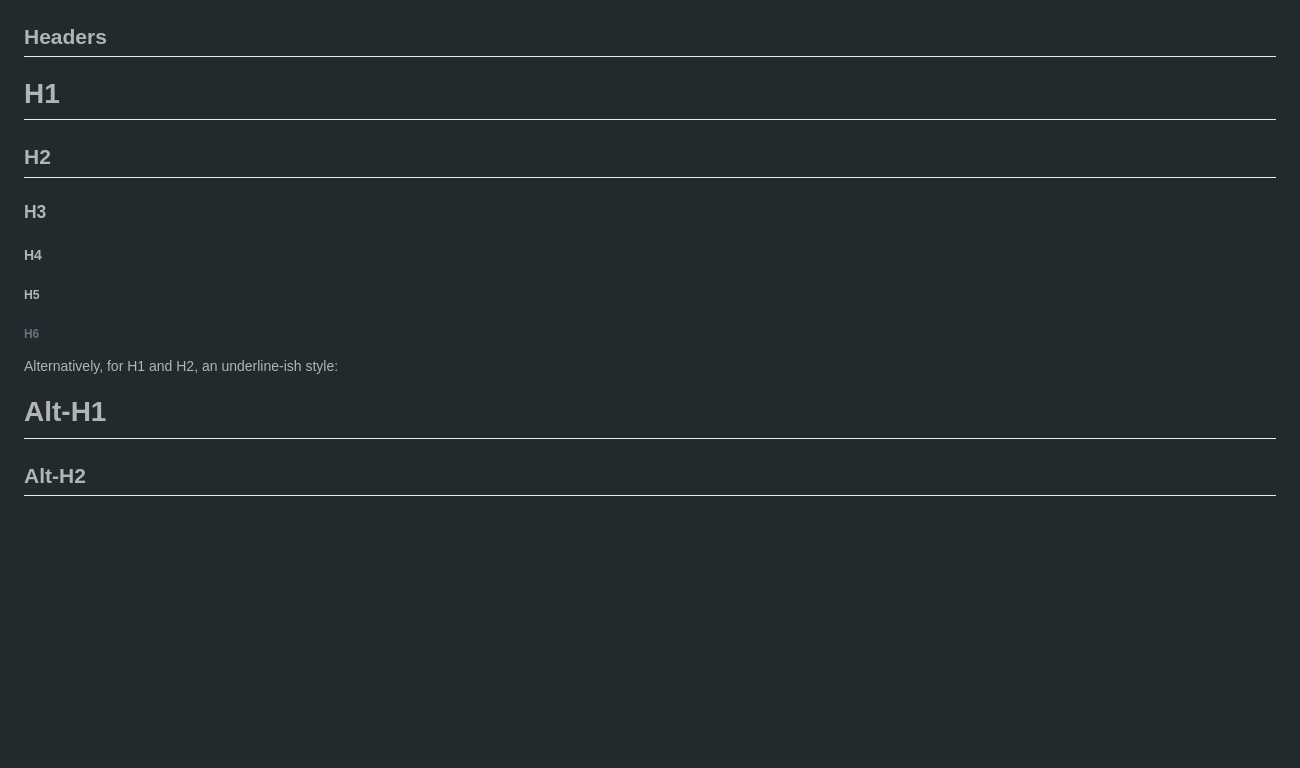 Headers
H1
H2
H3
H4
H5
H6
Alternatively, for H1 and H2, an underline-ish style:
Alt-H1
Alt-H2